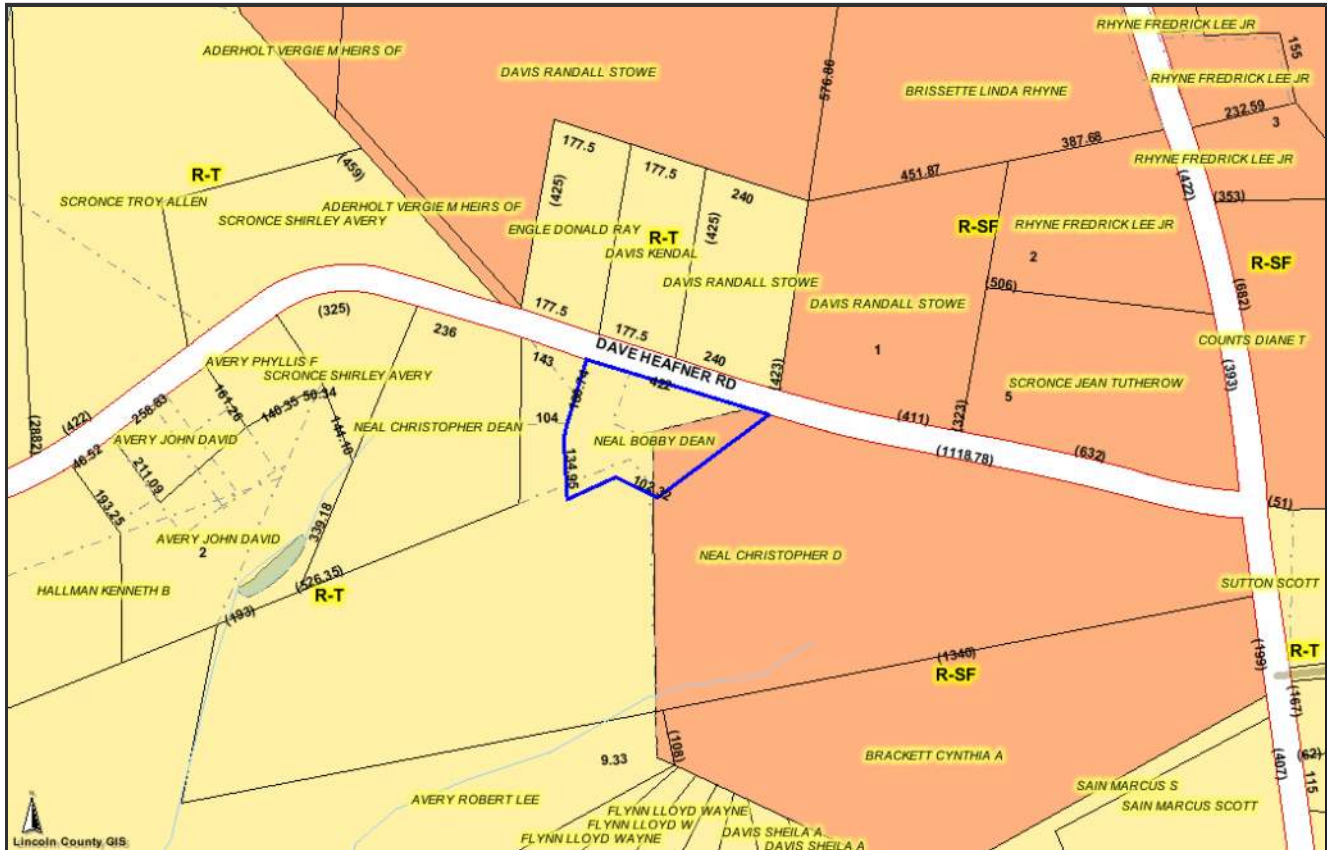 RHYNE FREDRICK LEE JR
ADERHOLT VERGIE M HEIRS OF
155
DAVIS RANDALL STOWE
RHYNE FREDRICK LEE JR
576.86
BRISSETTE LINDA RHYNE
232.59
3
177.5
387.68
R-T
(459)
177.5
RHYNE FREDRICK LEE JR
451.87
(422)
(425)
240
(353)
SCRONCE TROY ALLEN
ADERHOLT VERGIE M HEIRS OF
SCRONCE SHIRLEY AVERY
ENGLE DONALD RAY
(425)
R-SF
RHYNE FREDRICK LEE JR
R-T
DAVIS KENDAL
2
R-SF
DAVIS RANDALL STOWE
(506)
DAVIS RANDALL STOWE
(682)
177.5
(325)
236
177.5
COUNTS DIANE T
DAVE HEAFNER RD
1
143
240
AVERY PHYLLIS F
(423)
(393)
SCRONCE SHIRLEY AVERY
422
SCRONCE JEAN TUTHEROW
161.26
50.34
5
258.83
140.35
(422)
104
(411)
(323)
NEAL CHRISTOPHER DEAN
(2882)
144.16
AVERY JOHN DAVID
NEAL BOBBY DEAN
(1118.78)
(632)
46.52
134.95
211.09
102.32
193.25
(51)
339.18
AVERY JOHN DAVID
2
NEAL CHRISTOPHER D
(526.35)
HALLMAN KENNETH B
R-T
SUTTON SCOTT
(193)
(199)
R-T
(1340)
R-SF
(167)
(108)
(62)
9.33
BRACKETT CYNTHIA A
(407)
115
SAIN MARCUS S
AVERY ROBERT LEE
SAIN MARCUS SCOTT
FLYNN LLOYD WAYNE
FLYNN LLOYD W
DAVIS SHEILA A
FLYNN LLOYD WAYNE
DAVIS SHEILA A
Lincoln County GIS